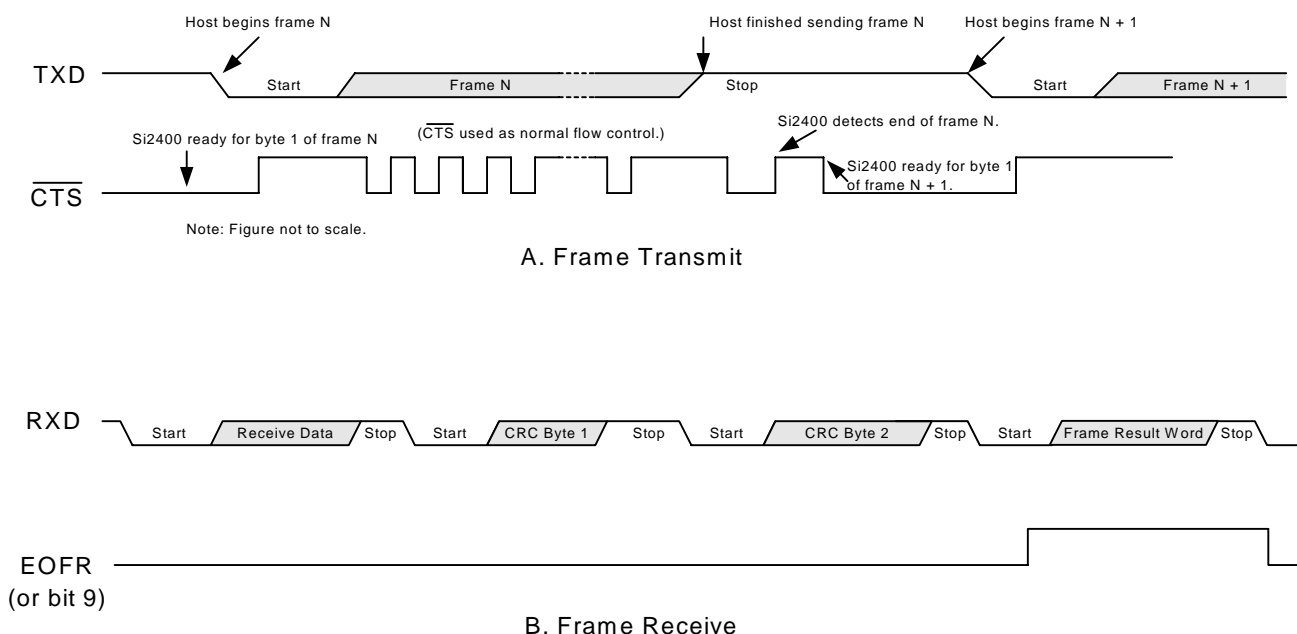 Host begins frame N
Host finished sending frame N
Host begins frame N + 1
TXD
Start
Frame N
Stop
Start
Frame N + 1
Si2400 ready for byte 1 of frame N
(CTS used as normal flow control.)
Si2400 detects end of frame N.
Si2400 ready for byte 1
of frame N + 1.
CTS
Note: Figure not to scale.
A. Frame Transmit
RXD
Start
Receive Data
Stop
Start
CRC Byte 1
Stop
Start
CRC Byte 2
Stop
Start
Frame Result Word
Stop
EOFR
(or bit 9)
B. Frame Receive